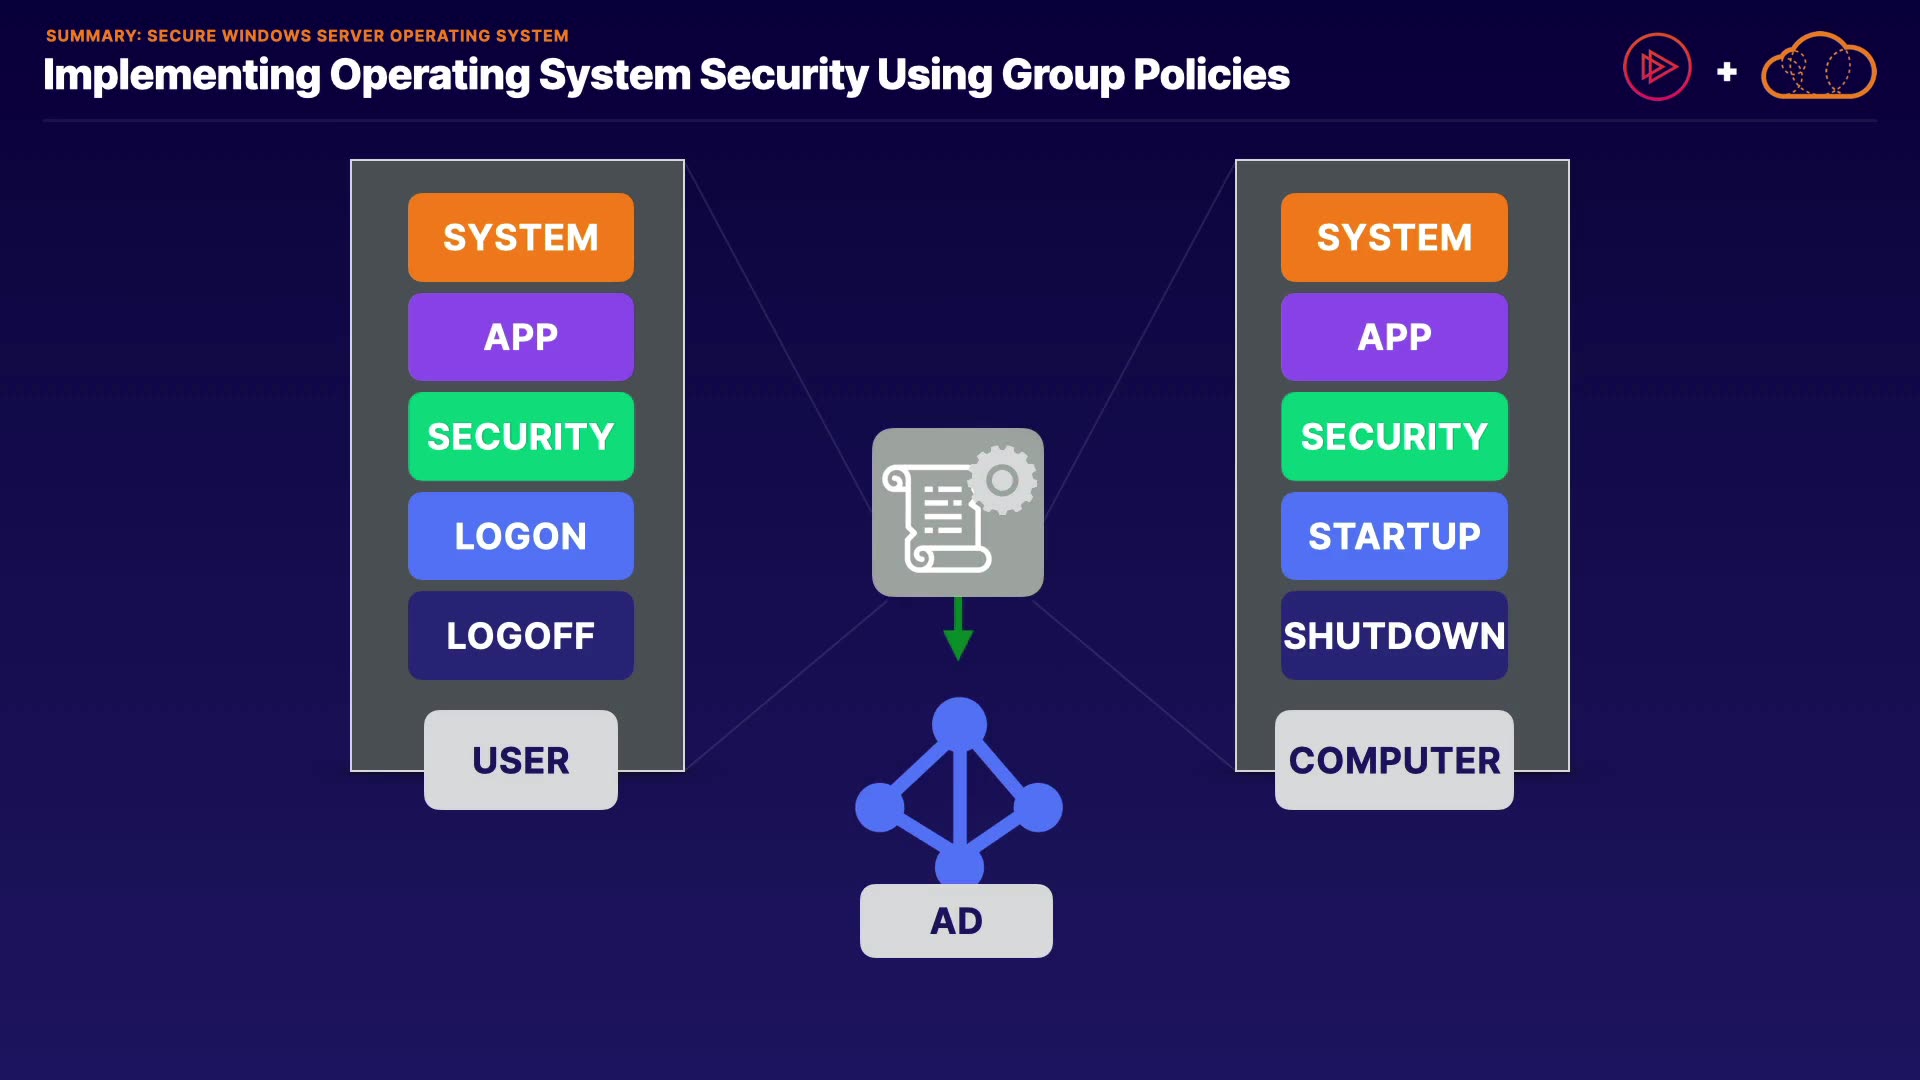 SUMMARY: SECURE WINDOWS SERVER OPERATING SYSTEM
Implementing Operating System Security Using Group Policies
SYSTEM
APP
SECURITY
LOGON
LOGOFF
USER
AD
SYSTEM
APP
SECURITY
STARTUP
SHUTDOWN
COMPUTER